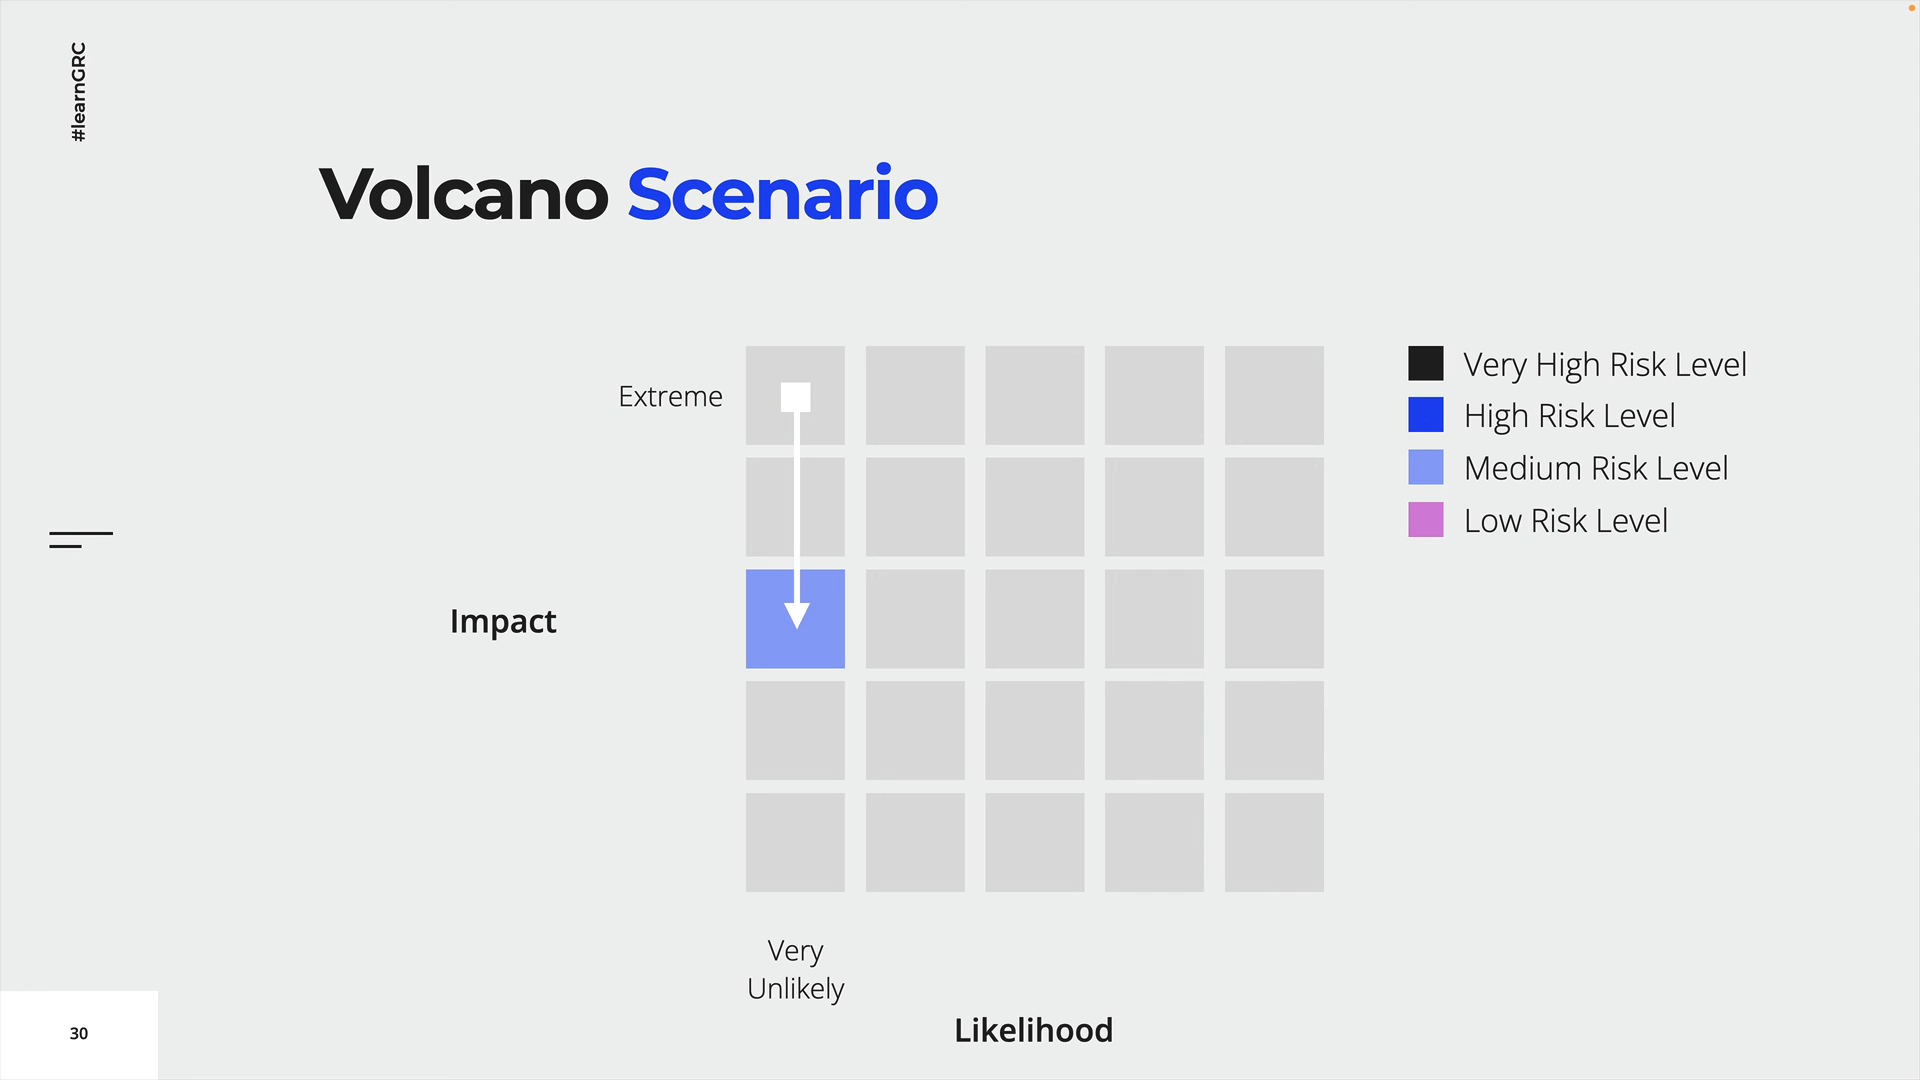 #learnGRC
Volcano Scenario
Extreme
Very High Risk Level
High Risk Level
Medium Risk Level
Low Risk Level
Impact
Very
Unlikely
Likelihood
30